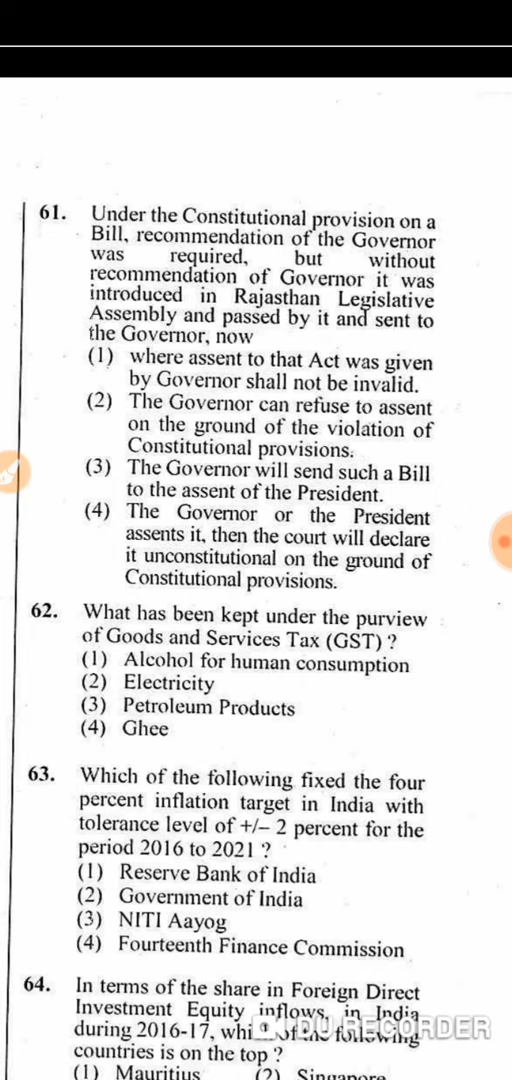 61. Under the Constitutional provision on a
Bill, recommendation of the Governor
was required, but without
recommendation of Governor it was
introduced in Rajasthan Legislative
Assembly and passed by it and sent to
the Governor, now
(1) where assent to that Act was given
by Governor shall not be invalid.
(2) The Governor can refuse to assent
on the ground of the violation of
Constitutional provisions.
(3) The Governor will send such a Bill
to the assent of the President.
(4) The Governor or the President
assents it, then the court will declare
it unconstitutional on the ground of
Constitutional provisions.
62. What has been kept under the purview
of Goods and Services Tax (GST) ?
(1) Alcohol for human consumption
(2) Electricity
(3) Petroleum Products
(4) Ghee
63. Which of the following fixed the four
percent inflation target in India with
tolerance level of +/– 2 percent for the
period 2016 to 2021 ?
(1) Reserve Bank of India
(2) Government of India
(3) NITI Aayog
(4) Fourteenth Finance Commission
64. In terms of the share in Foreign Direct
Investment Equity inflows, in India
during 2016-17, which of the following
countries is on the top ?
(1) Mauritius (2) Singapore
DU RECORDER